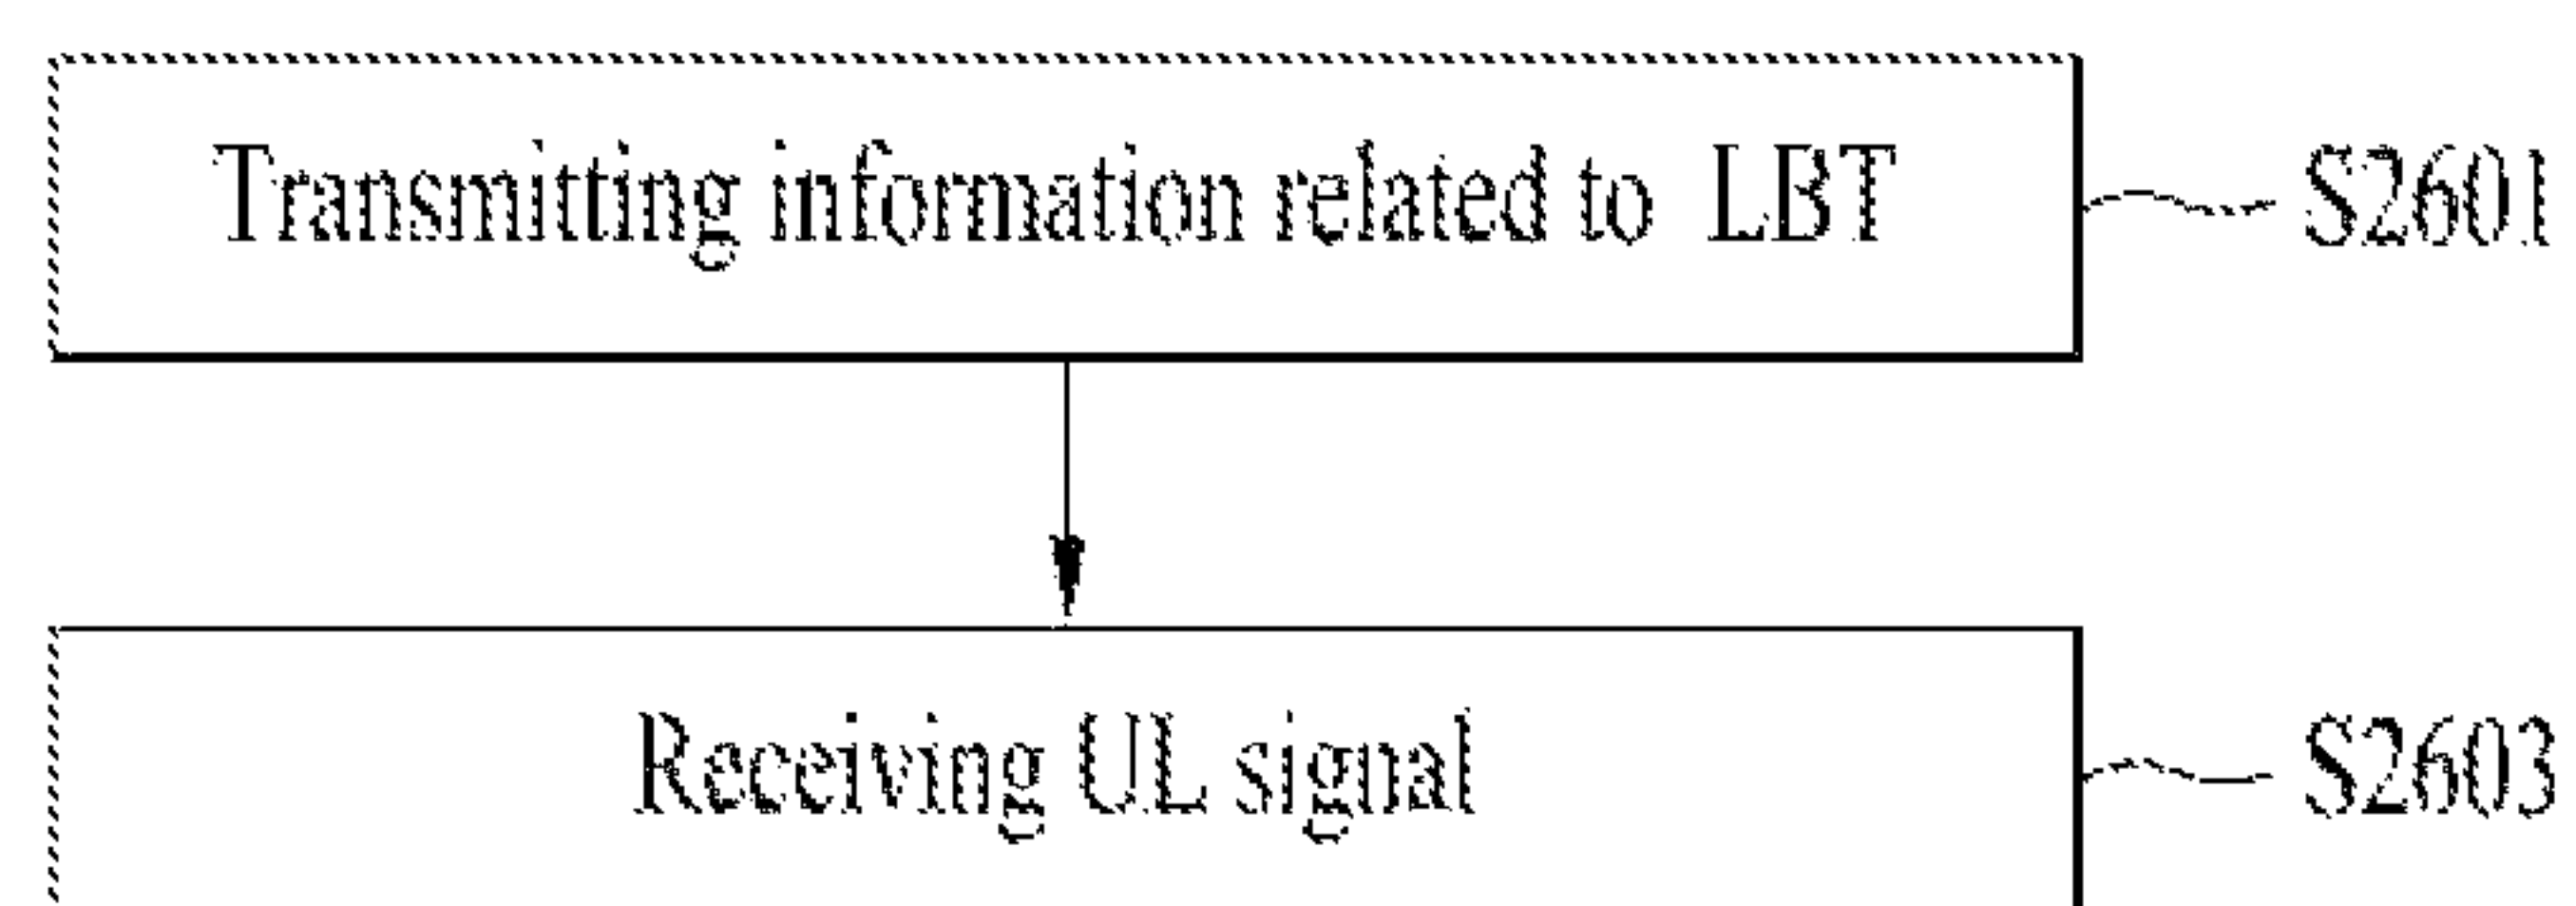 Transmitting information related to LBT
S2601
Receiving UL signal
S2603